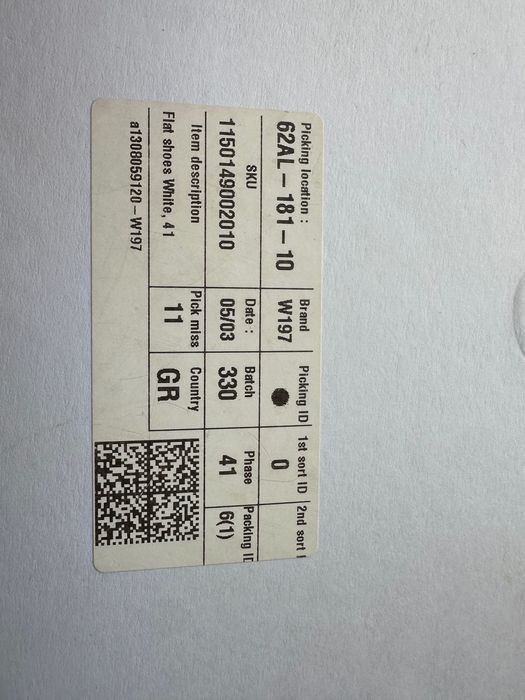 Picking location : Brand Picking ID 1st sort ID 2nd sort I
62AL-181-10 W197 ● 0
SKU Date : Batch Phase Packing ID
1150149002010 05/03 330 41 6(1)
Item description Pick miss Country
Flat shoes White, 41 11 GR
a1308059120-W197